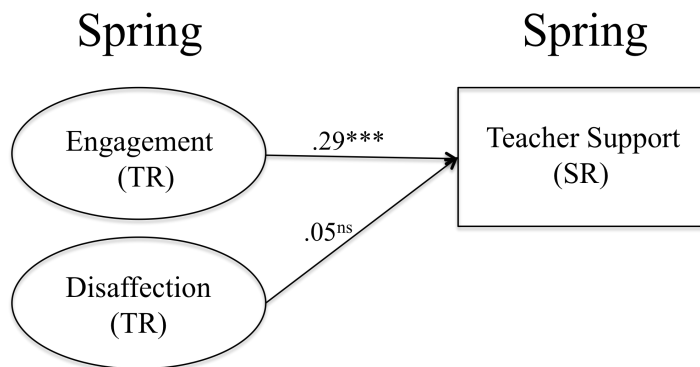 Spring
Spring
Engagement
(TR)
.29***
Teacher Support
(SR)
.05ns
Disaffection
(TR)